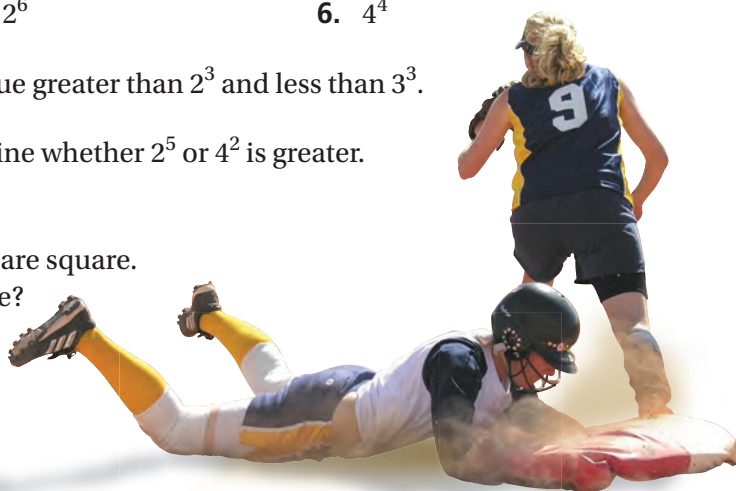 2⁶ 6. 4⁴
ue greater than 2³ and less than 3³.
ine whether 2⁵ or 4² is greater.
are square.
e?
9